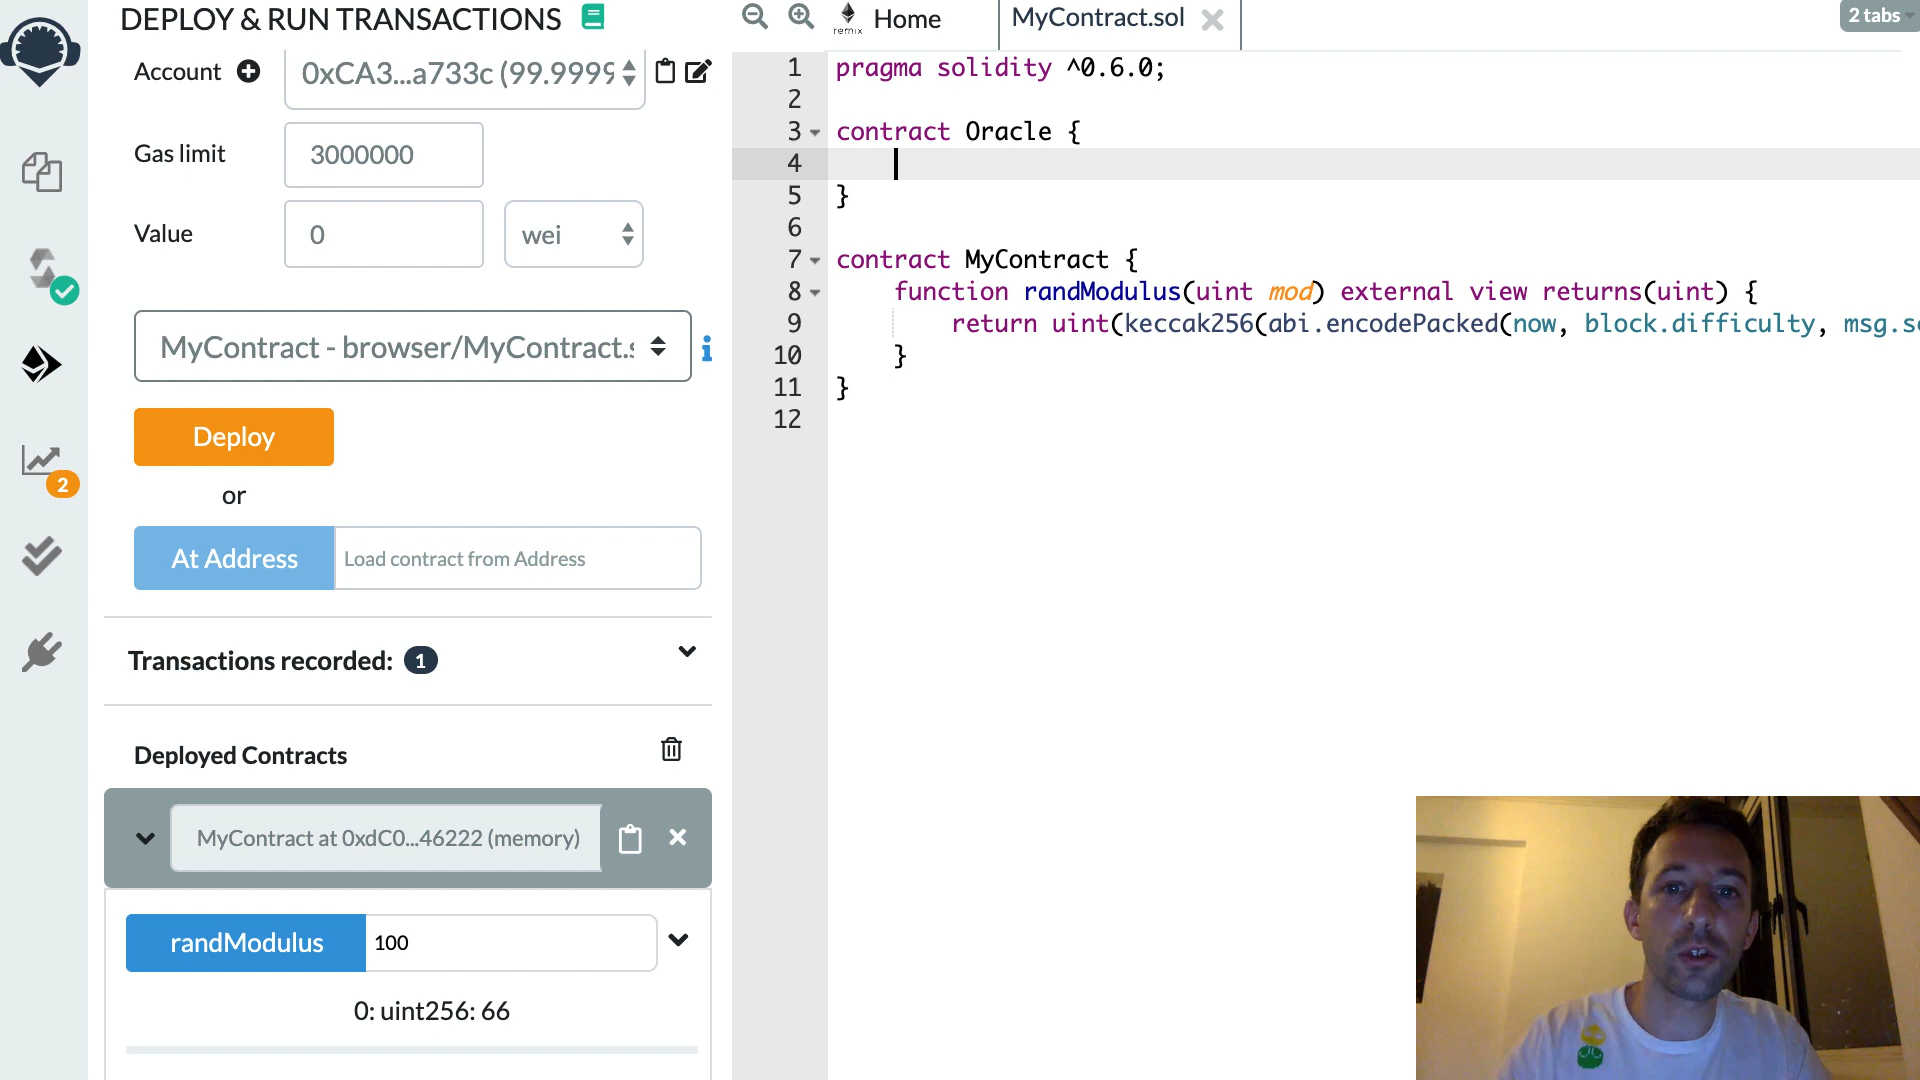 DEPLOY & RUN TRANSACTIONS
Account
0xCA3...a733c (99.9999
Gas limit
3000000
Value
0
wei
MyContract - browser/MyContract.s
i
Deploy
or
At Address
Load contract from Address
Transactions recorded: 1
Deployed Contracts
MyContract at 0xdC0...46222 (memory)
randModulus
100
0: uint256: 66
2
remix
Home
MyContract.sol
2 tabs
1 pragma solidity ^0.6.0;
2
3 contract Oracle {
4
5 }
6
7 contract MyContract {
8 function randModulus(uint mod) external view returns(uint) {
9 return uint(keccak256(abi.encodePacked(now, block.difficulty, msg.s
10 }
11 }
12